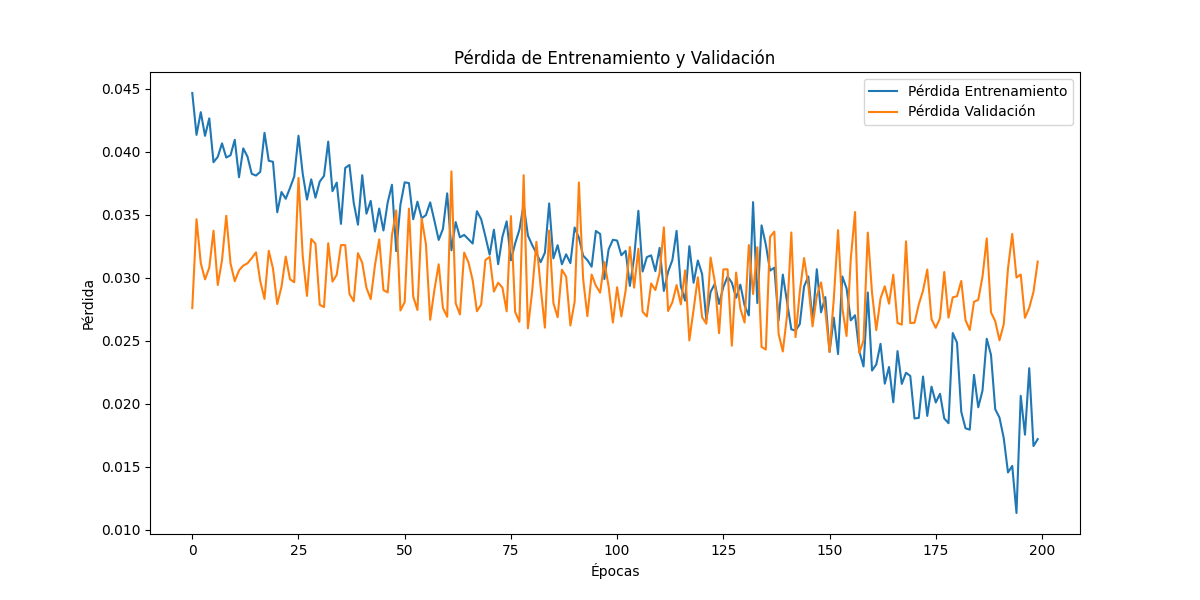 Pérdida de Entrenamiento y Validación
Pérdida Entrenamiento
Pérdida Validación
0.045
0.040
0.035
0.030
0.025
0.020
0.015
0.010
Pérdida
0 25 50 75 100 125 150 175 200
Épocas